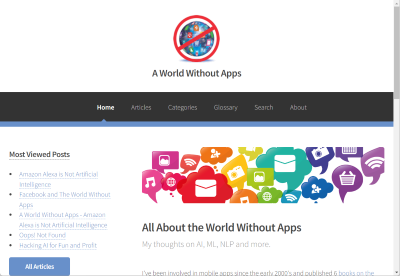 A World Without Apps
Home Articles Categories Glossary Search About
Most Viewed Posts
Amazon Alexa is Not Artificial
Intelligence
Facebook and The World Without
Apps
A World Without Apps - Amazon
Alexa is Not Artificial Intelligence
Oops! Not Found
Hacking AI for Fun and Profit
All Articles
All About the World Without Apps
My thoughts on AI, ML, NLP and more.
I've been involved in mobile apps since the early 2000's and published 6 books on the